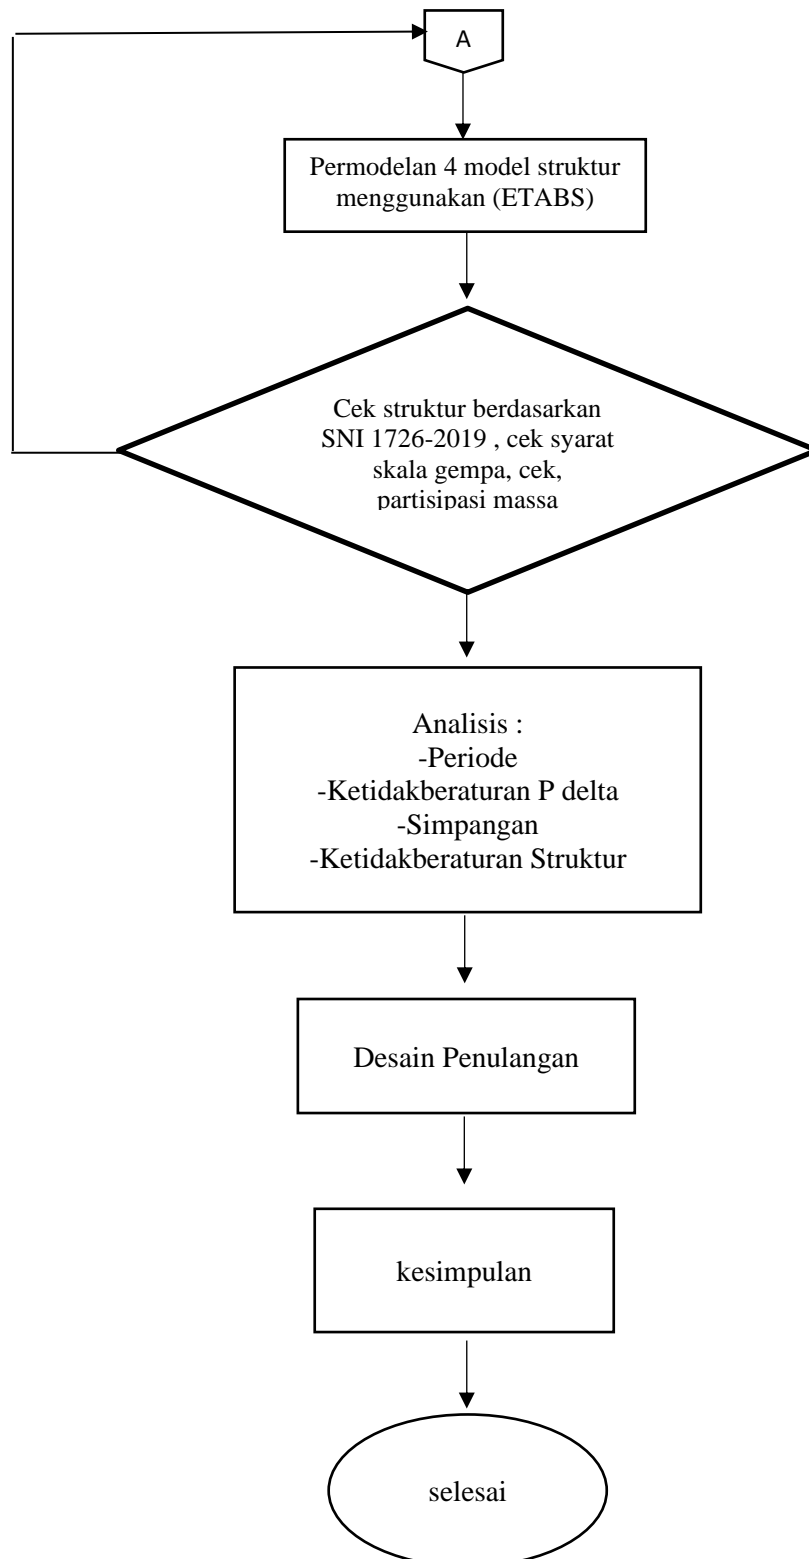 A
Permodelan 4 model struktur
menggunakan (ETABS)
Cek struktur berdasarkan
SNI 1726-2019 , cek syarat
skala gempa, cek,
partisipasi massa
Analisis :
-Periode
-Ketidakberaturan P delta
-Simpangan
-Ketidakberaturan Struktur
Desain Penulangan
kesimpulan
selesai